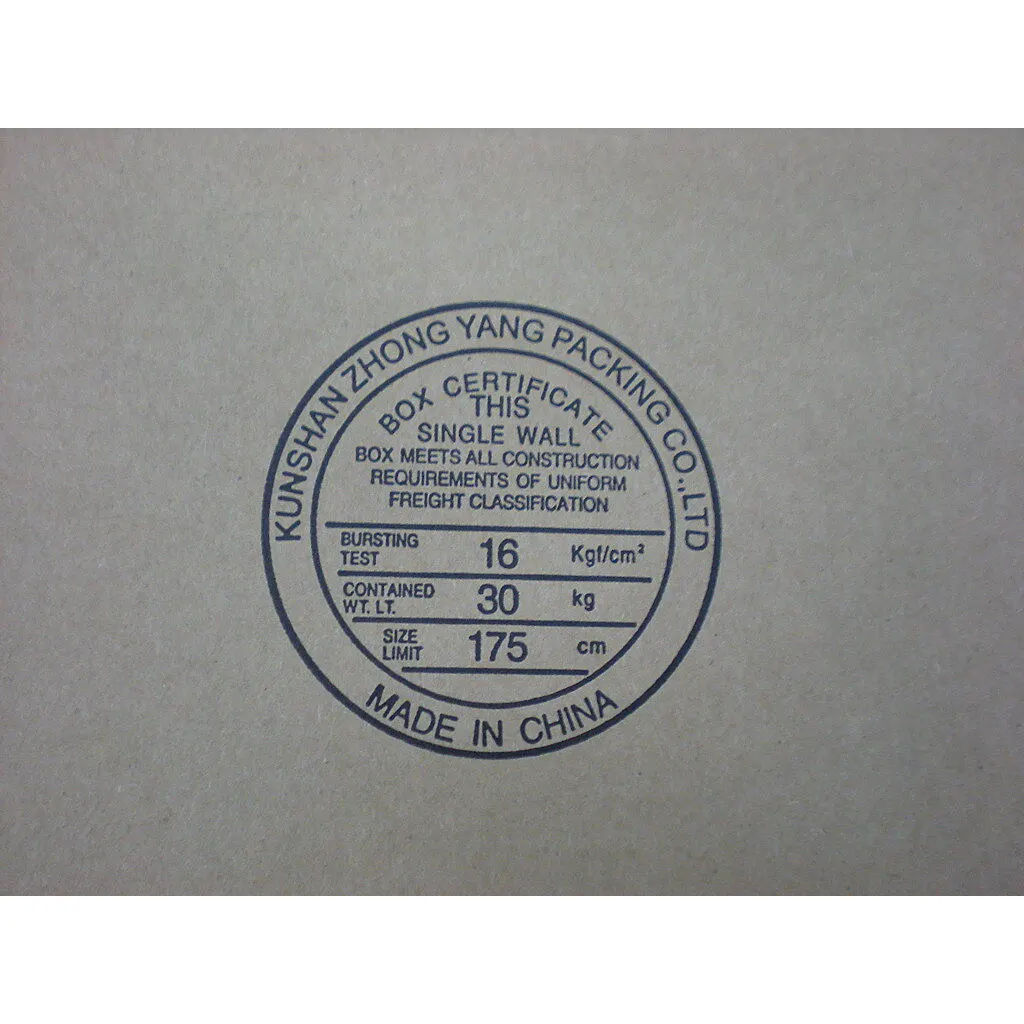 KUNSHAN ZHONG YANG PACKING CO.,LTD
BOX CERTIFICATE
THIS
SINGLE WALL
BOX MEETS ALL CONSTRUCTION
REQUIREMENTS OF UNIFORM
FREIGHT CLASSIFICATION
BURSTING TEST 16 Kgf/cm²
CONTAINED WT. LT. 30 kg
SIZE LIMIT 175 cm
MADE IN CHINA